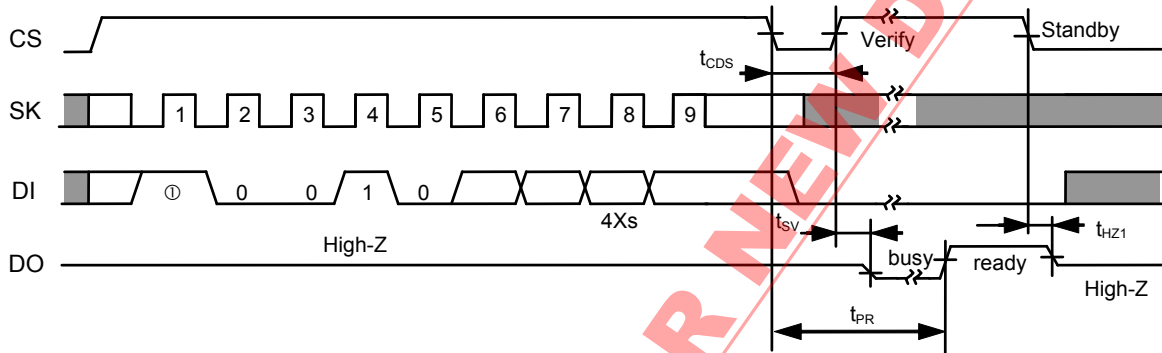 CS
Verify
Standby
tCDS
SK
1 2 3 4 5 6 7 8 9
DI
① 0 0 1 0
4Xs
tSV
tHZ1
High-Z
DO
busy
ready
High-Z
tPR
R NEW D